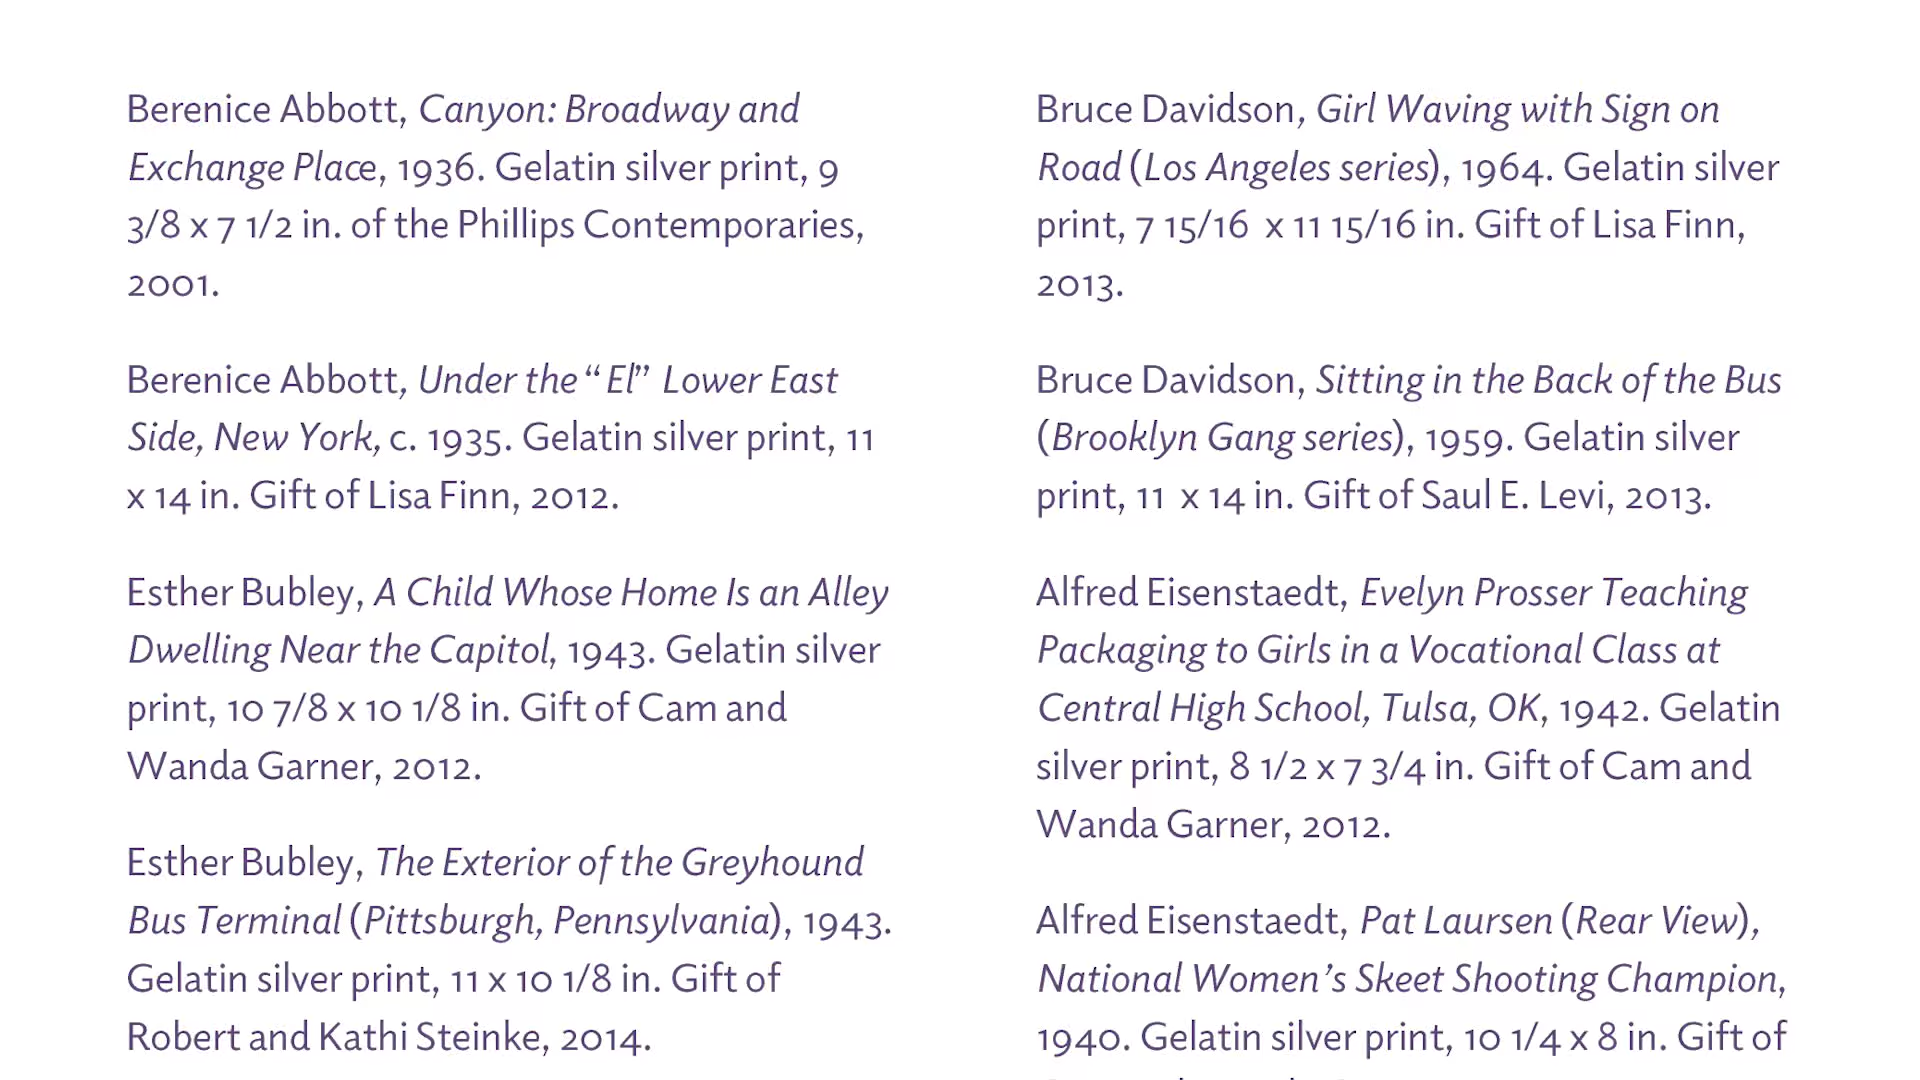 Berenice Abbott, Canyon: Broadway and
Exchange Place, 1936. Gelatin silver print, 9
3/8 x 7 1/2 in. of the Phillips Contemporaries,
2001.
Berenice Abbott, Under the “El” Lower East
Side, New York, c. 1935. Gelatin silver print, 11
x 14 in. Gift of Lisa Finn, 2012.
Esther Bubley, A Child Whose Home Is an Alley
Dwelling Near the Capitol, 1943. Gelatin silver
print, 10 7/8 x 10 1/8 in. Gift of Cam and
Wanda Garner, 2012.
Esther Bubley, The Exterior of the Greyhound
Bus Terminal (Pittsburgh, Pennsylvania), 1943.
Gelatin silver print, 11 x 10 1/8 in. Gift of
Robert and Kathi Steinke, 2014.
Bruce Davidson, Girl Waving with Sign on
Road (Los Angeles series), 1964. Gelatin silver
print, 7 15/16 x 11 15/16 in. Gift of Lisa Finn,
2013.
Bruce Davidson, Sitting in the Back of the Bus
(Brooklyn Gang series), 1959. Gelatin silver
print, 11 x 14 in. Gift of Saul E. Levi, 2013.
Alfred Eisenstaedt, Evelyn Prosser Teaching
Packaging to Girls in a Vocational Class at
Central High School, Tulsa, OK, 1942. Gelatin
silver print, 8 1/2 x 7 3/4 in. Gift of Cam and
Wanda Garner, 2012.
Alfred Eisenstaedt, Pat Laursen (Rear View),
National Women’s Skeet Shooting Champion,
1940. Gelatin silver print, 10 1/4 x 8 in. Gift of